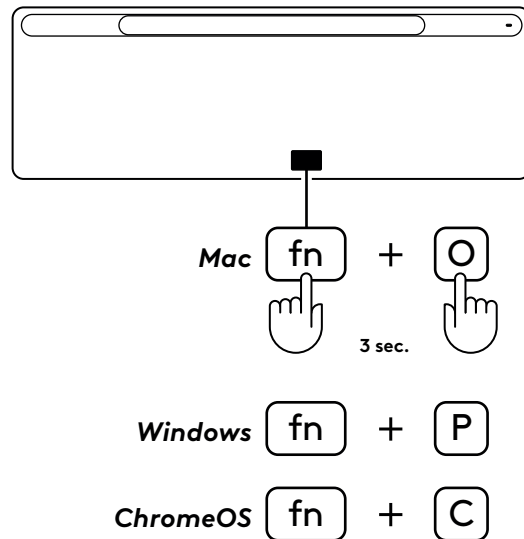 Mac fn + O
3 sec.
Windows fn + P
ChromeOS fn + C